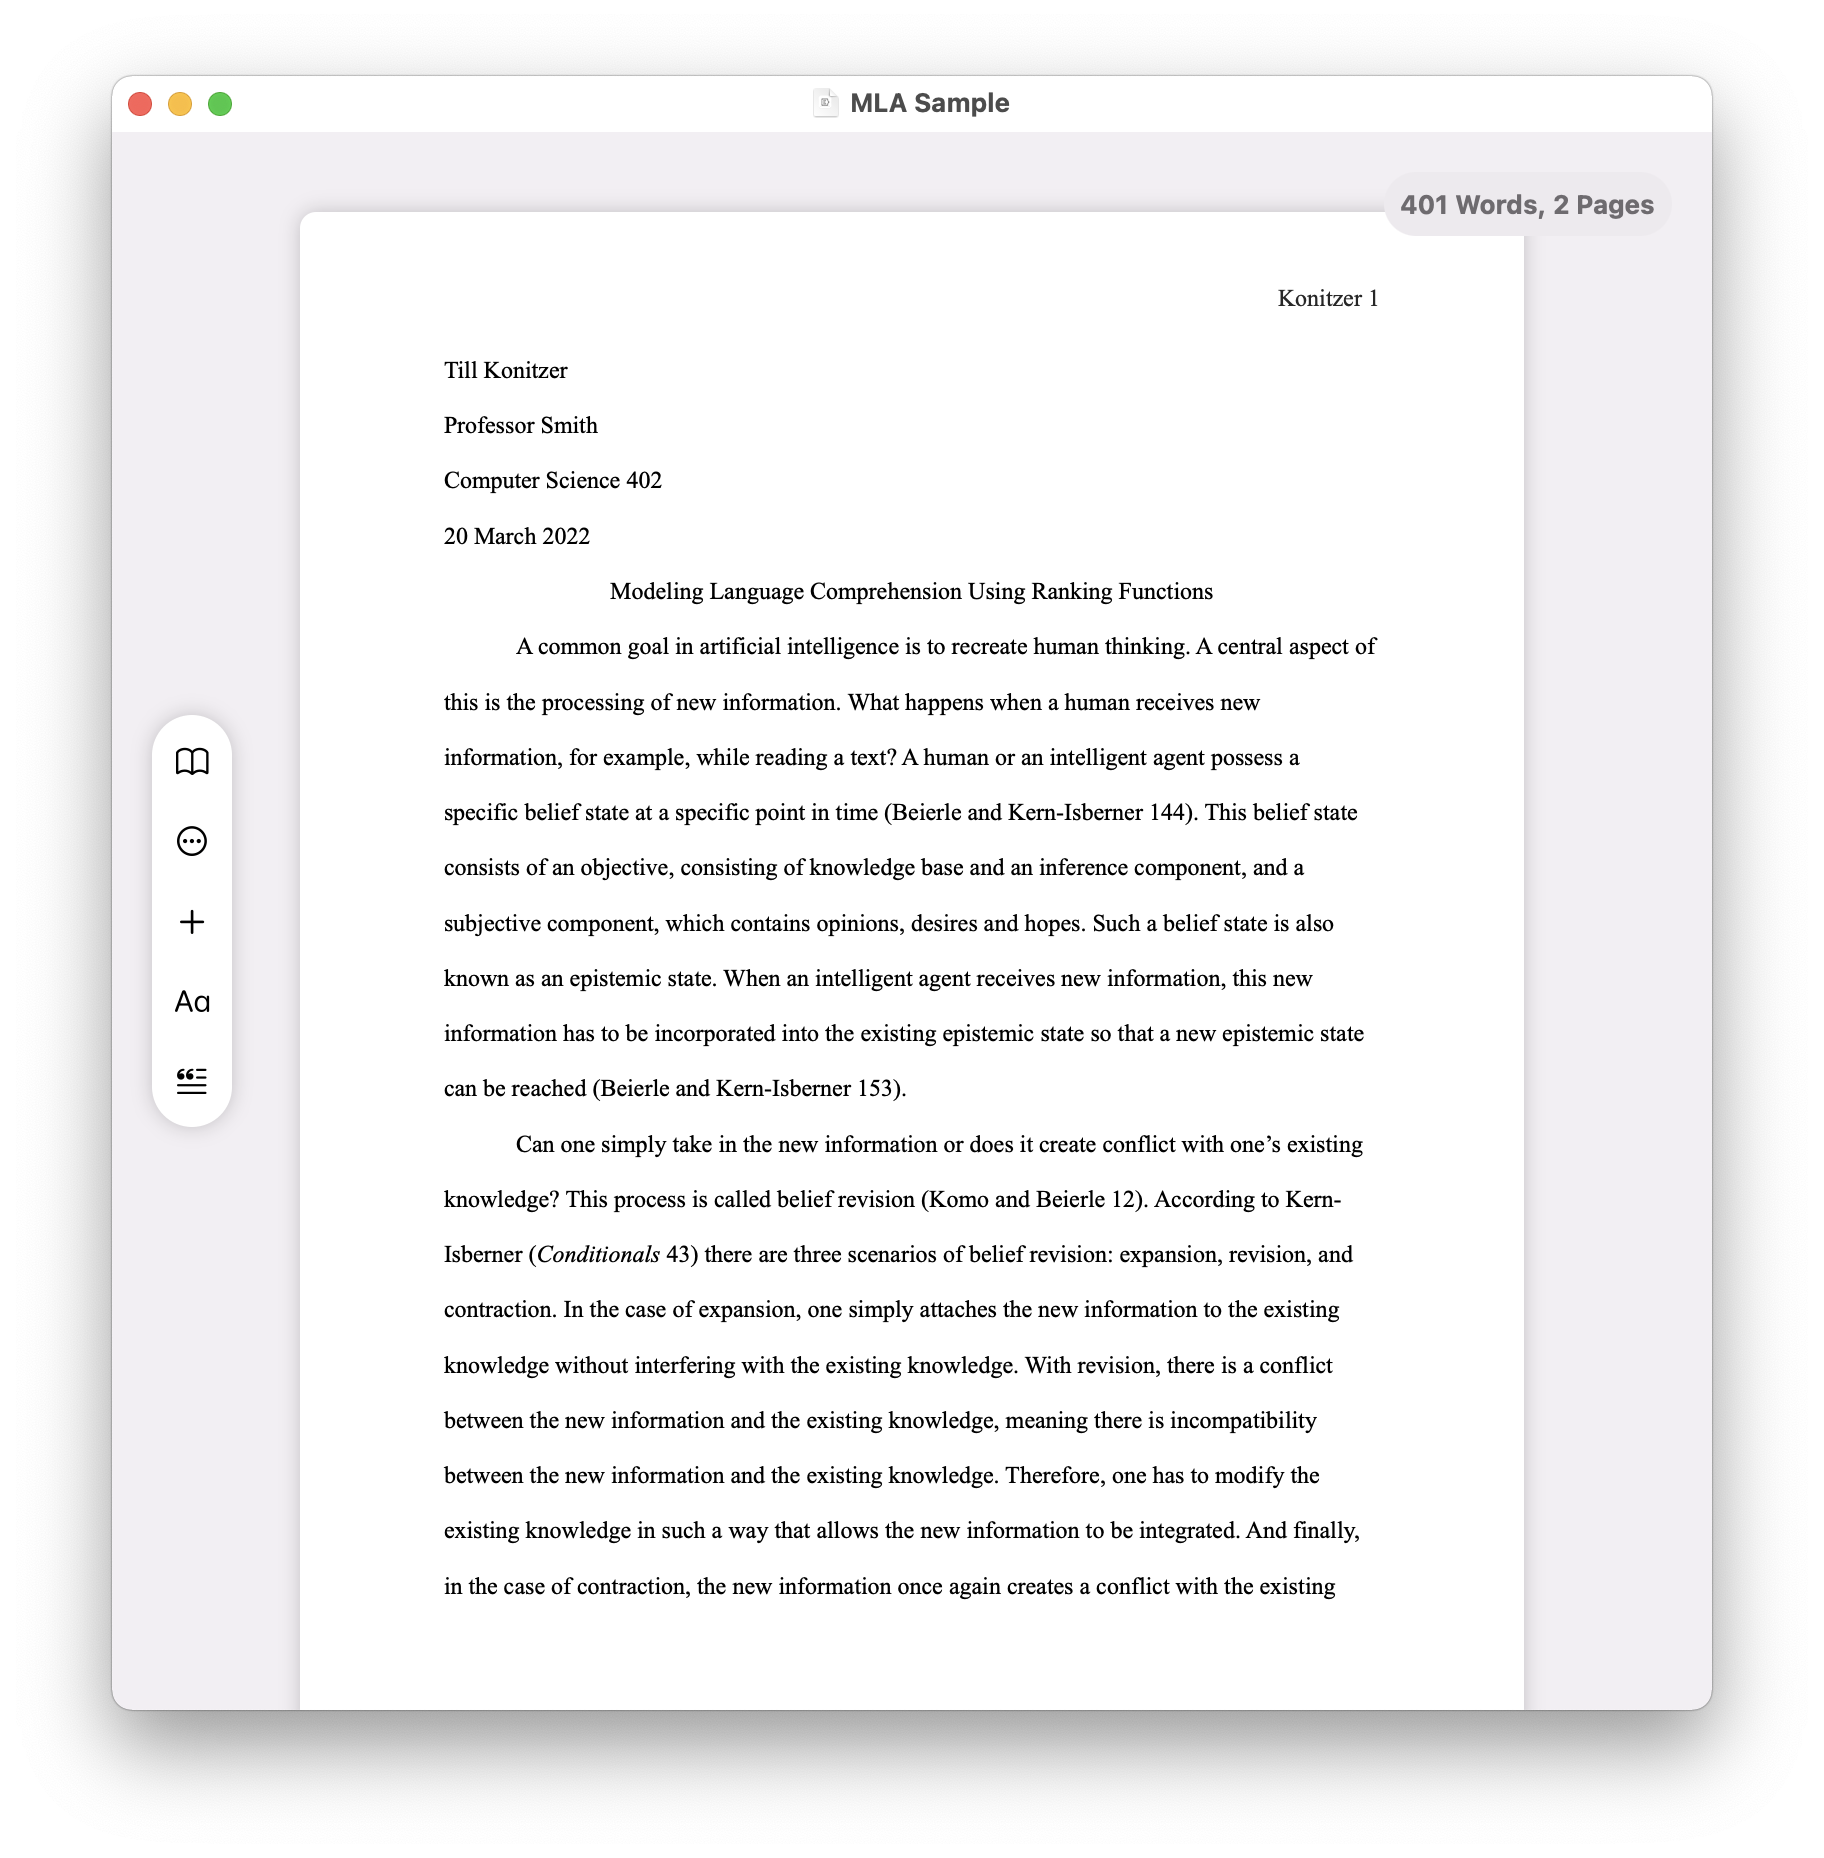 MLA Sample
401 Words, 2 Pages
Konitzer 1
Till Konitzer
Professor Smith
Computer Science 402
20 March 2022
Modeling Language Comprehension Using Ranking Functions
A common goal in artificial intelligence is to recreate human thinking. A central aspect of
this is the processing of new information. What happens when a human receives new
information, for example, while reading a text? A human or an intelligent agent possess a
specific belief state at a specific point in time (Beierle and Kern-Isberner 144). This belief state
consists of an objective, consisting of knowledge base and an inference component, and a
subjective component, which contains opinions, desires and hopes. Such a belief state is also
known as an epistemic state. When an intelligent agent receives new information, this new
information has to be incorporated into the existing epistemic state so that a new epistemic state
can be reached (Beierle and Kern-Isberner 153).
Can one simply take in the new information or does it create conflict with one’s existing
knowledge? This process is called belief revision (Komo and Beierle 12). According to Kern-
Isberner (Conditionals 43) there are three scenarios of belief revision: expansion, revision, and
contraction. In the case of expansion, one simply attaches the new information to the existing
knowledge without interfering with the existing knowledge. With revision, there is a conflict
between the new information and the existing knowledge, meaning there is incompatibility
between the new information and the existing knowledge. Therefore, one has to modify the
existing knowledge in such a way that allows the new information to be integrated. And finally,
in the case of contraction, the new information once again creates a conflict with the existing
Aa